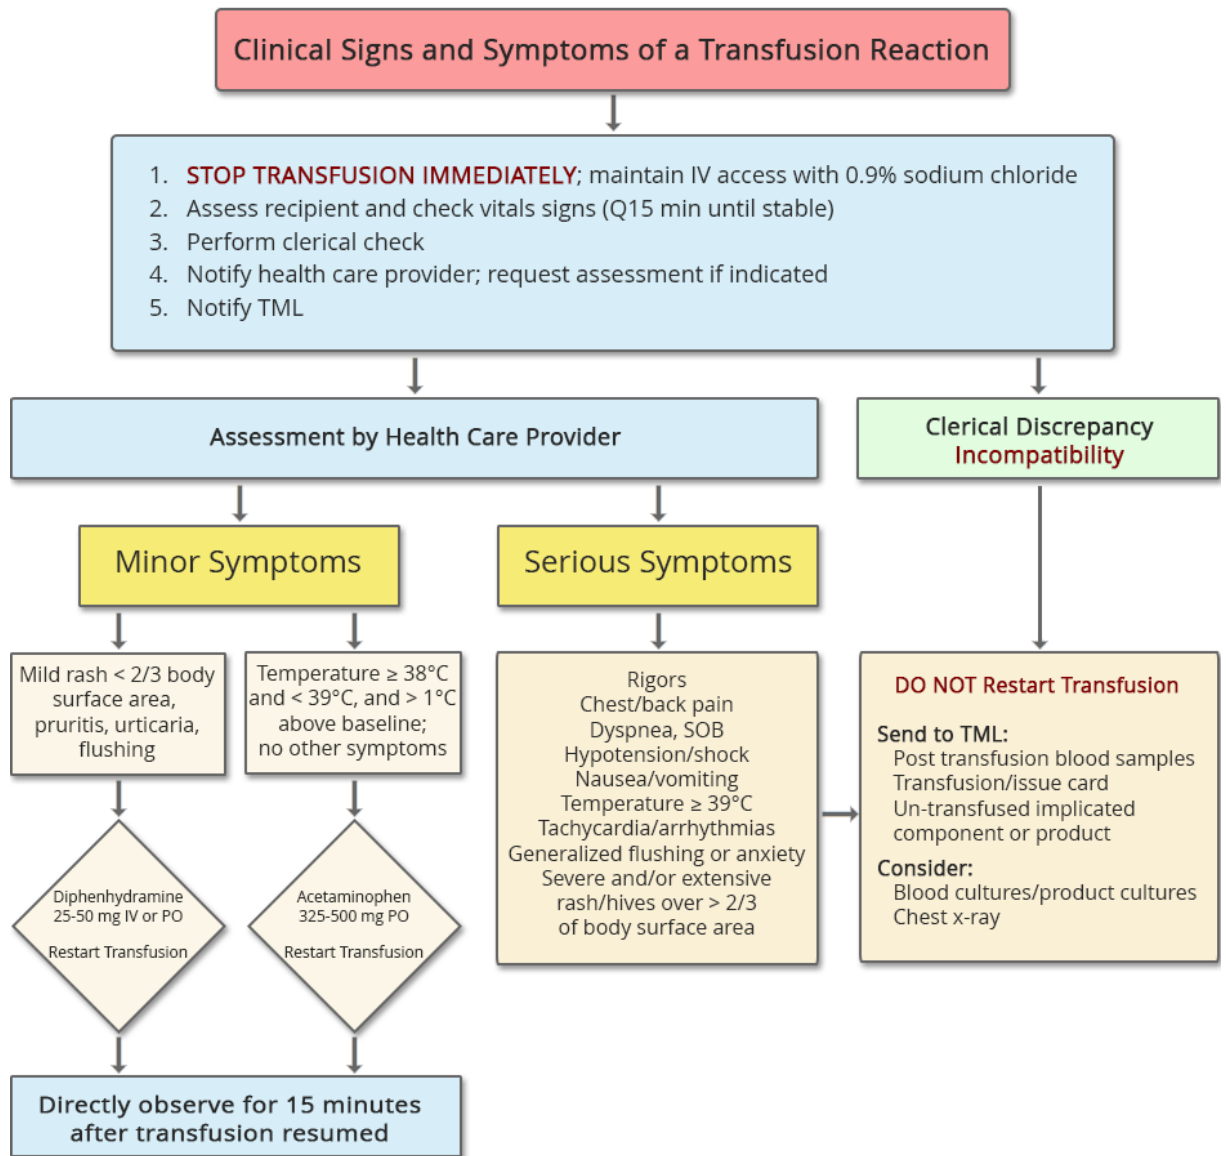 Clinical Signs and Symptoms of a Transfusion Reaction
1. STOP TRANSFUSION IMMEDIATELY; maintain IV access with 0.9% sodium chloride
2. Assess recipient and check vitals signs (Q15 min until stable)
3. Perform clerical check
4. Notify health care provider; request assessment if indicated
5. Notify TML
Assessment by Health Care Provider
Clerical Discrepancy
Incompatibility
Minor Symptoms
Serious Symptoms
Mild rash < 2/3 body
surface area,
pruritis, urticaria,
flushing
Temperature ≥ 38°C
and < 39°C, and > 1°C
above baseline;
no other symptoms
Rigors
Chest/back pain
Dyspnea, SOB
Hypotension/shock
Nausea/vomiting
Temperature ≥ 39°C
Tachycardia/arrhythmias
Generalized flushing or anxiety
Severe and/or extensive
rash/hives over > 2/3
of body surface area
DO NOT Restart Transfusion
Send to TML:
Post transfusion blood samples
Transfusion/issue card
Un-transfused implicated
component or product
Consider:
Blood cultures/product cultures
Chest x-ray
Diphenhydramine
25-50 mg IV or PO
Restart Transfusion
Acetaminophen
325-500 mg PO
Restart Transfusion
Directly observe for 15 minutes
after transfusion resumed